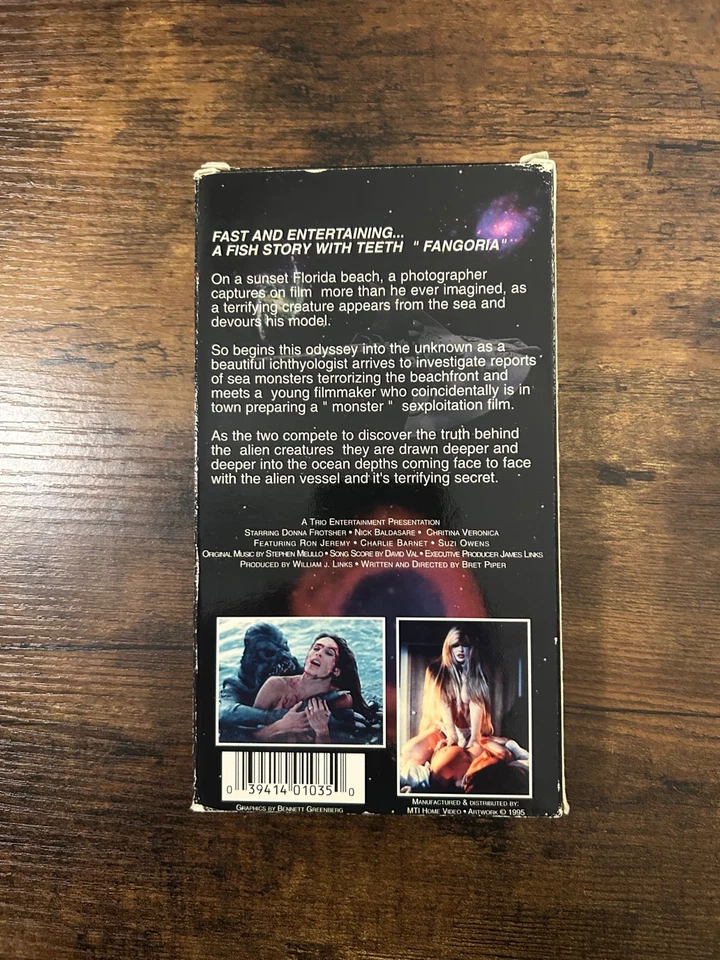 FAST AND ENTERTAINING...
A FISH STORY WITH TEETH " FANGORIA"
On a sunset Florida beach, a photographer
captures on film more than he ever imagined, as
a terrifying creature appears from the sea and
devours his model.
So begins this odyssey into the unknown as a
beautiful ichthyologist arrives to investigate reports
of sea monsters terrorizing the beachfront and
meets a young filmmaker who coincidentally is in
town preparing a " monster " sexploitation film.
As the two compete to discover the truth behind
the alien creatures they are drawn deeper and
deeper into the ocean depths coming face to face
with the alien vessel and it's terrifying secret.
A TRIO ENTERTAINMENT PRESENTATION
STARRING DONNA FROTSHER • NICK BALDASARE • CHRITINA VERONICA
FEATURING RON JEREMY • CHARLIE BARNET • SUZI OWENS
ORIGINAL MUSIC BY STEPHEN MELILLO • SONG SCORE BY DAVID VAL • EXECUTIVE PRODUCER JAMES LINKS
PRODUCED BY WILLIAM J. LINKS • WRITTEN AND DIRECTED BY BRET PIPER
0 39414 01035 0
GRAPHICS BY BENNETT GREENBERG
MANUFACTURED & DISTRIBUTED BY:
MTI HOME VIDEO • ARTWORK © 1995